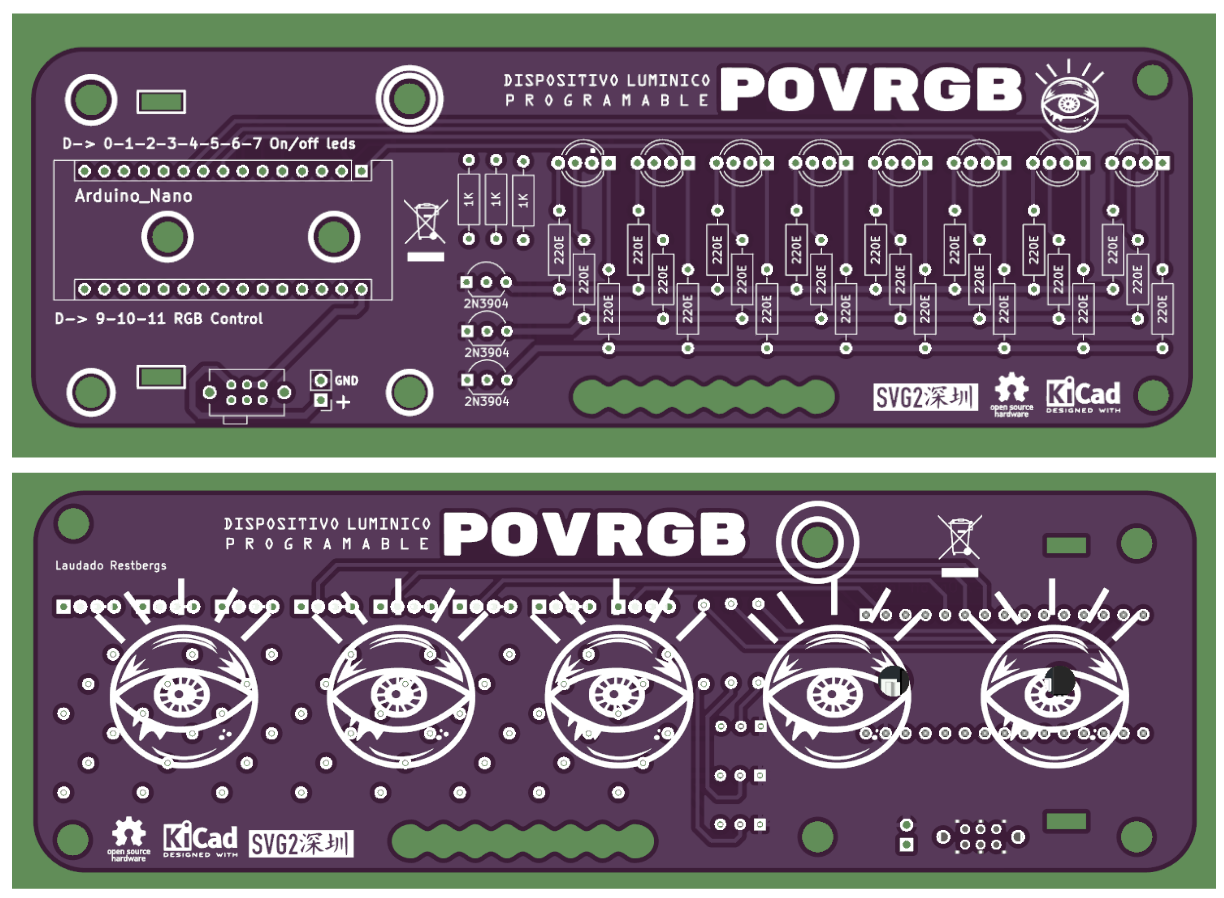 DISPOSITIVO LUMINICO
PROGRAMABLE
POVRGB
D-> 0-1-2-3-4-5-6-7 On/off leds
Arduino_Nano
1K 1K 1K
220E 220E 220E 220E 220E 220E 220E 220E
220E 220E 220E 220E 220E 220E 220E 220E
220E 220E 220E 220E 220E 220E 220E 220E
2N3904
D-> 9-10-11 RGB Control
2N3904
2N3904
GND
+
SVG2深圳
open source
hardware
KiCad
DESIGNED WITH
DISPOSITIVO LUMINICO
PROGRAMABLE
POVRGB
Laudado Restbergs
open source
hardware
KiCad
DESIGNED WITH
SVG2深圳